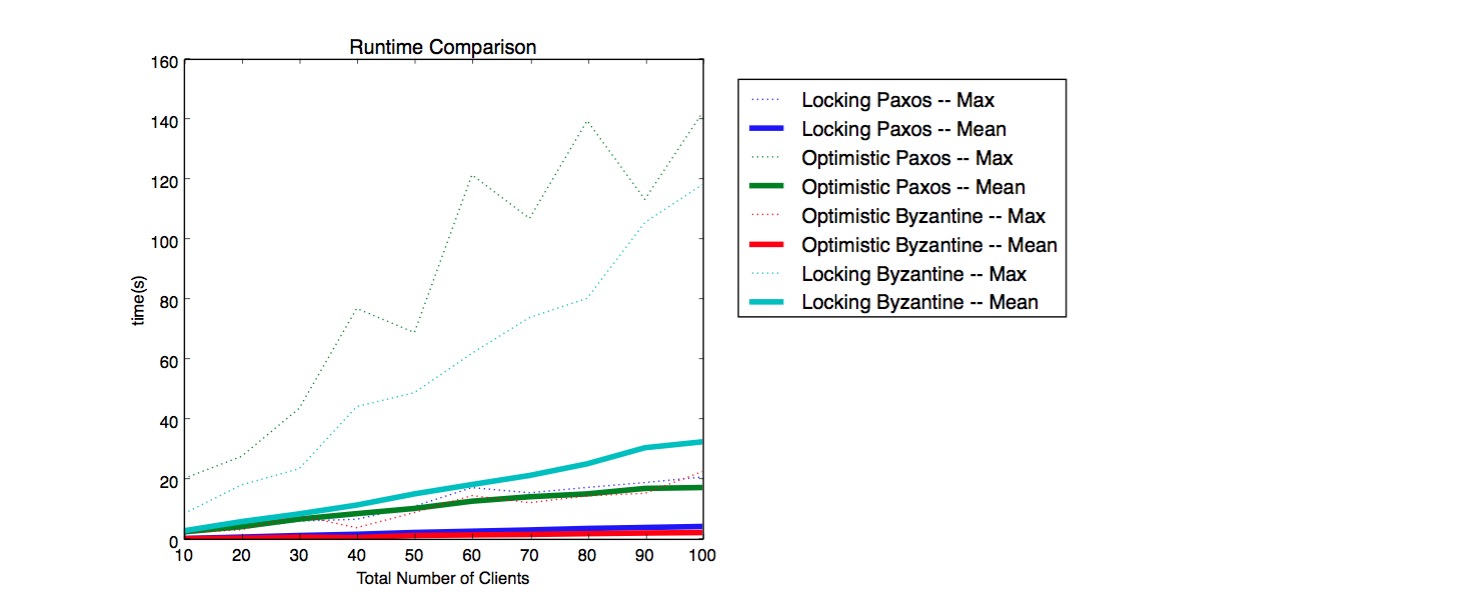 Runtime Comparison
160
140
120
100
80
60
40
20
0
time(s)
10 20 30 40 50 60 70 80 90 100
Total Number of Clients
Locking Paxos -- Max
Locking Paxos -- Mean
Optimistic Paxos -- Max
Optimistic Paxos -- Mean
Optimistic Byzantine -- Max
Optimistic Byzantine -- Mean
Locking Byzantine -- Max
Locking Byzantine -- Mean